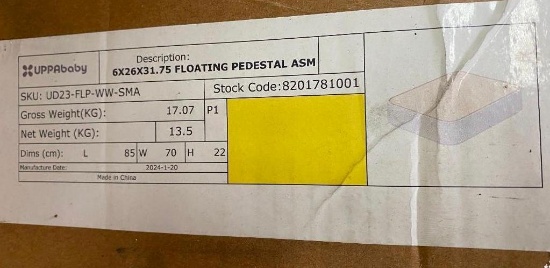 UPPAbaby
Description:
6X26X31.75 FLOATING PEDESTAL ASM
SKU: UD23-FLP-WW-SMA
Stock Code:8201781001
Gross Weight(KG): 17.07 P1
Net Weight (KG): 13.5
Dims (cm): L 85 W 70 H 22
Manufacture Date: 2024-1-20
Made in China